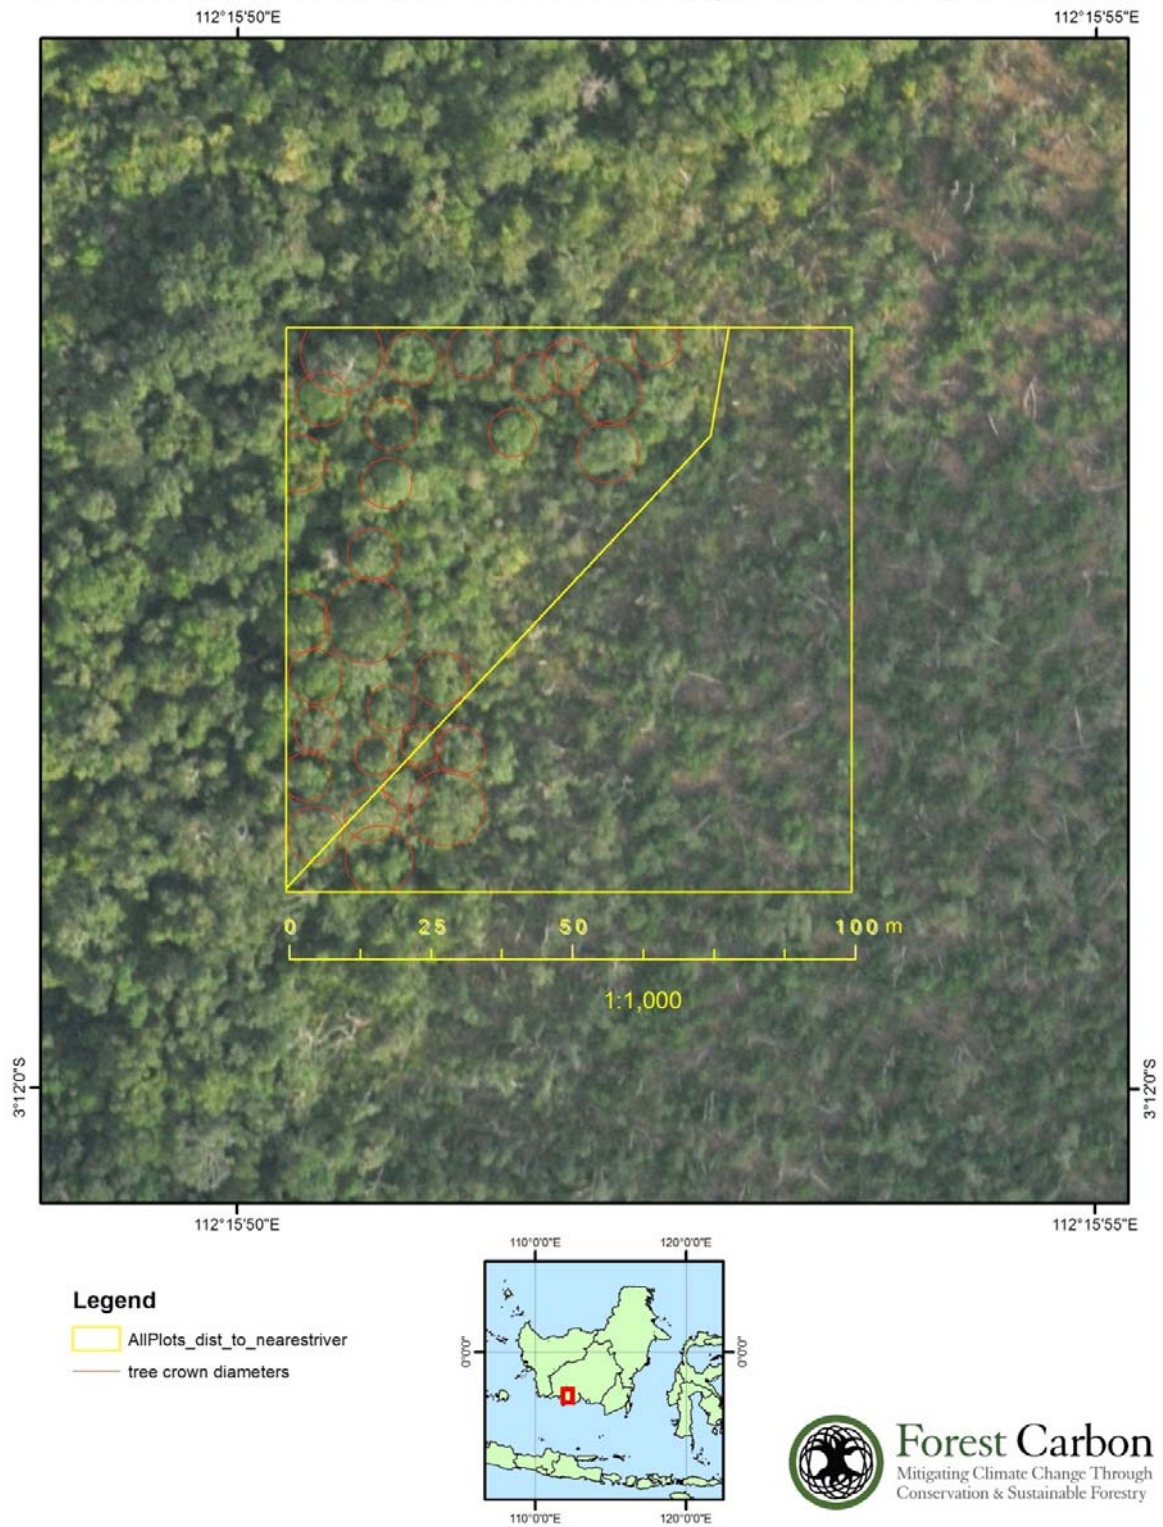 112°15'50"E 112°15'55"E
0 25 50 100 m
1:1,000
3°12'0"S 3°12'0"S
112°15'50"E 112°15'55"E
110°0'0"E 120°0'0"E
Legend
AllPlots_dist_to_nearestriver
tree crown diameters
0°0'0" 0°0'0"
110°0'0"E 120°0'0"E
Forest Carbon
Mitigating Climate Change Through
Conservation & Sustainable Forestry